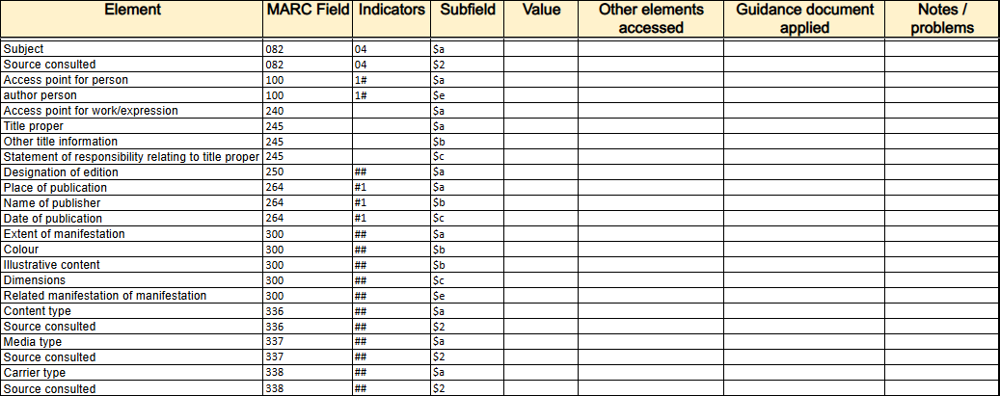 Element MARC Field Indicators Subfield Value Other elements accessed Guidance document applied Notes / problems
Subject 082 04 $a
Source consulted 082 04 $2
Access point for person 100 1# $a
author person 100 1# $e
Access point for work/expression 240 $a
Title proper 245 $a
Other title information 245 $b
Statement of responsibility relating to title proper 245 $c
Designation of edition 250 ## $a
Place of publication 264 #1 $a
Name of publisher 264 #1 $b
Date of publication 264 #1 $c
Extent of manifestation 300 ## $a
Colour 300 ## $b
Illustrative content 300 ## $b
Dimensions 300 ## $c
Related manifestation of manifestation 300 ## $e
Content type 336 ## $a
Source consulted 336 ## $2
Media type 337 ## $a
Source consulted 337 ## $2
Carrier type 338 ## $a
Source consulted 338 ## $2